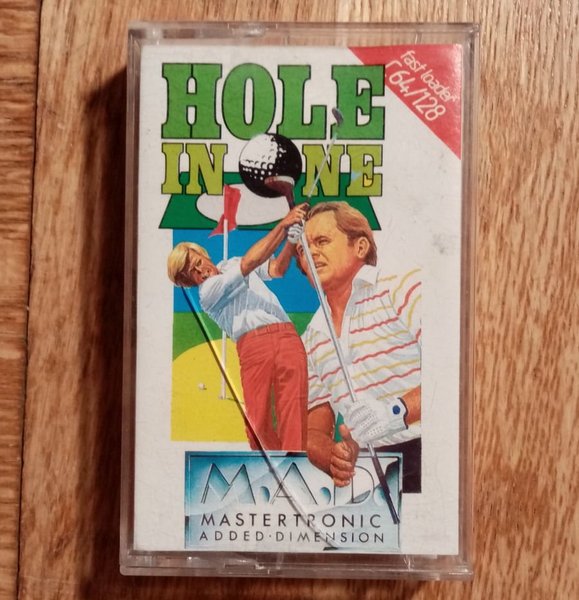 HOLE
IN ONE
fast loader
C64/128
M.A.D.
MASTERTRONIC
ADDED·DIMENSION